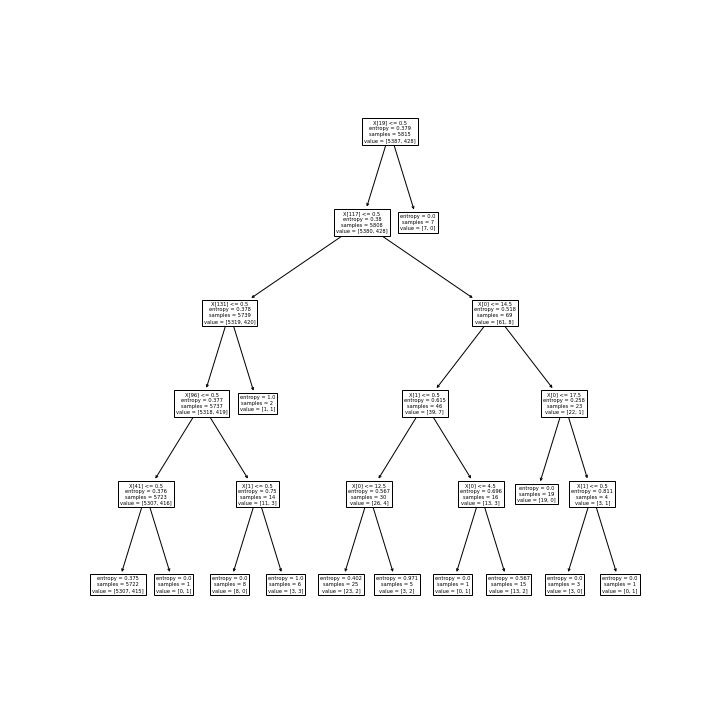 X[19] <= 0.5
entropy = 0.379
samples = 5815
value = [5387, 428]
X[117] <= 0.5
entropy = 0.38
samples = 5808
value = [5380, 428]
entropy = 0.0
samples = 7
value = [7, 0]
X[131] <= 0.5
entropy = 0.378
samples = 5739
value = [5319, 420]
X[0] <= 14.5
entropy = 0.518
samples = 69
value = [61, 8]
X[96] <= 0.5
entropy = 0.377
samples = 5737
value = [5318, 419]
entropy = 1.0
samples = 2
value = [1, 1]
X[1] <= 0.5
entropy = 0.615
samples = 46
value = [39, 7]
X[0] <= 17.5
entropy = 0.258
samples = 23
value = [22, 1]
X[41] <= 0.5
entropy = 0.376
samples = 5723
value = [5307, 416]
X[1] <= 0.5
entropy = 0.75
samples = 14
value = [11, 3]
X[0] <= 12.5
entropy = 0.567
samples = 30
value = [26, 4]
X[0] <= 4.5
entropy = 0.696
samples = 16
value = [13, 3]
entropy = 0.0
samples = 19
value = [19, 0]
X[1] <= 0.5
entropy = 0.811
samples = 4
value = [3, 1]
entropy = 0.375
samples = 5722
value = [5307, 415]
entropy = 0.0
samples = 1
value = [0, 1]
entropy = 0.0
samples = 8
value = [8, 0]
entropy = 1.0
samples = 6
value = [3, 3]
entropy = 0.402
samples = 25
value = [23, 2]
entropy = 0.971
samples = 5
value = [3, 2]
entropy = 0.0
samples = 1
value = [0, 1]
entropy = 0.567
samples = 15
value = [13, 2]
entropy = 0.0
samples = 3
value = [3, 0]
entropy = 0.0
samples = 1
value = [0, 1]